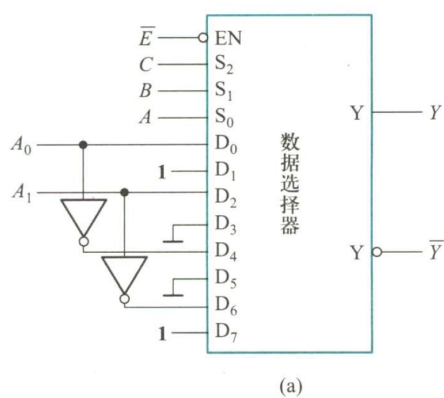 E̅ EN
C S₂
B S₁
A S₀ Y Y
A₀ D₀
1 D₁
A₁ D₂
D₃
D₄ Y Y̅
D₅
D₆
1 D₇
数据选择器
(a)